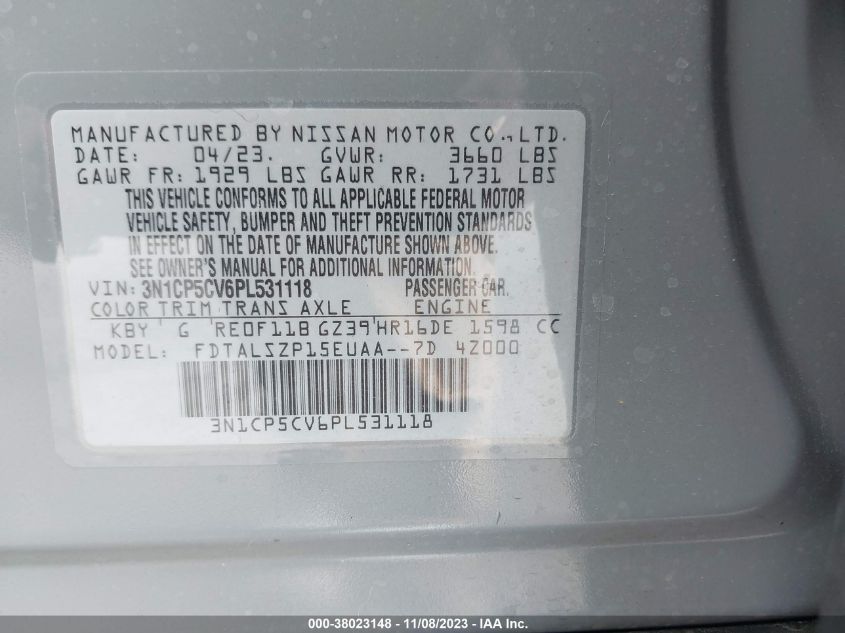 MANUFACTURED BY NISSAN MOTOR CO., LTD.
DATE: 04/23. GVWR: 3660 LBS
GAWR FR: 1929 LBS GAWR RR: 1731 LBS
THIS VEHICLE CONFORMS TO ALL APPLICABLE FEDERAL MOTOR
VEHICLE SAFETY, BUMPER AND THEFT PREVENTION STANDARDS
IN EFFECT ON THE DATE OF MANUFACTURE SHOWN ABOVE.
SEE OWNER'S MANUAL FOR ADDITIONAL INFORMATION.
VIN: 3N1CP5CV6PL531118 PASSENGER CAR.
COLOR TRIM TRANS AXLE ENGINE
KBY G RE0F11B GZ39 HR16DE 1598 CC
MODEL: FDTALSZP15EUAA--7D 4Z000
3N1CP5CV6PL531118
000-38023148 - 11/08/2023 - IAA Inc.